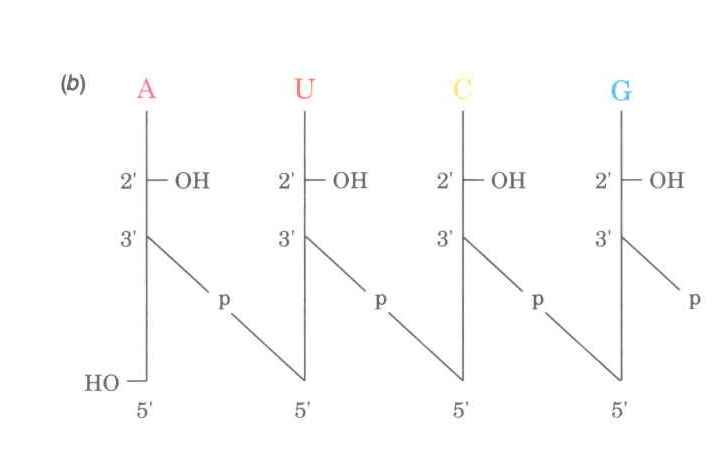 (b) A U C G
2' OH 2' OH 2' OH 2' OH
3' 3' 3' 3'
p p p p
HO
5' 5' 5' 5'